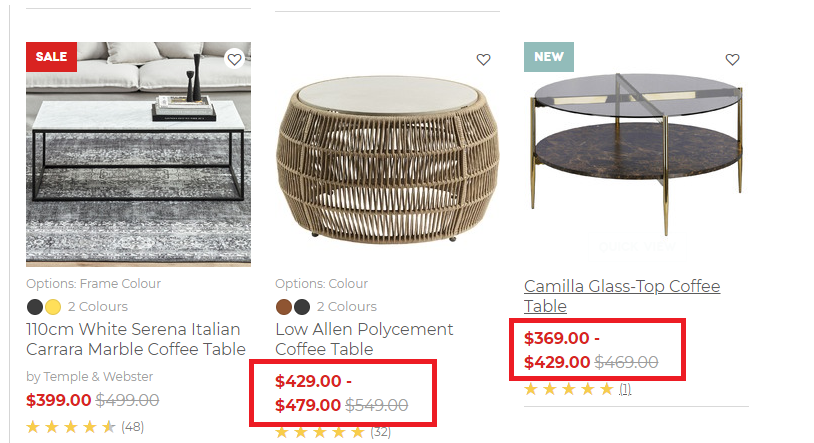 SALE
Options: Frame Colour
2 Colours
110cm White Serena Italian
Carrara Marble Coffee Table
by Temple & Webster
$399.00 $499.00
(48)
Options: Colour
2 Colours
Low Allen Polycement
Coffee Table
$429.00 -
$479.00 $549.00
(32)
NEW
Camilla Glass-Top Coffee
Table
$369.00 -
$429.00 $469.00
(1)